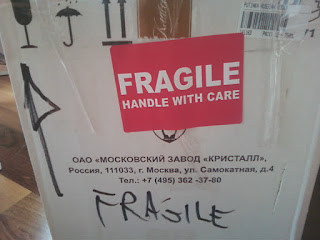 FRAGILE
HANDLE WITH CARE
ОАО «МОСКОВСКИЙ ЗАВОД «КРИСТАЛЛ»,
Россия, 111033, г. Москва, ул. Самокатная, д.4
Тел.: +7 (495) 362 -37-80
FRAGILE